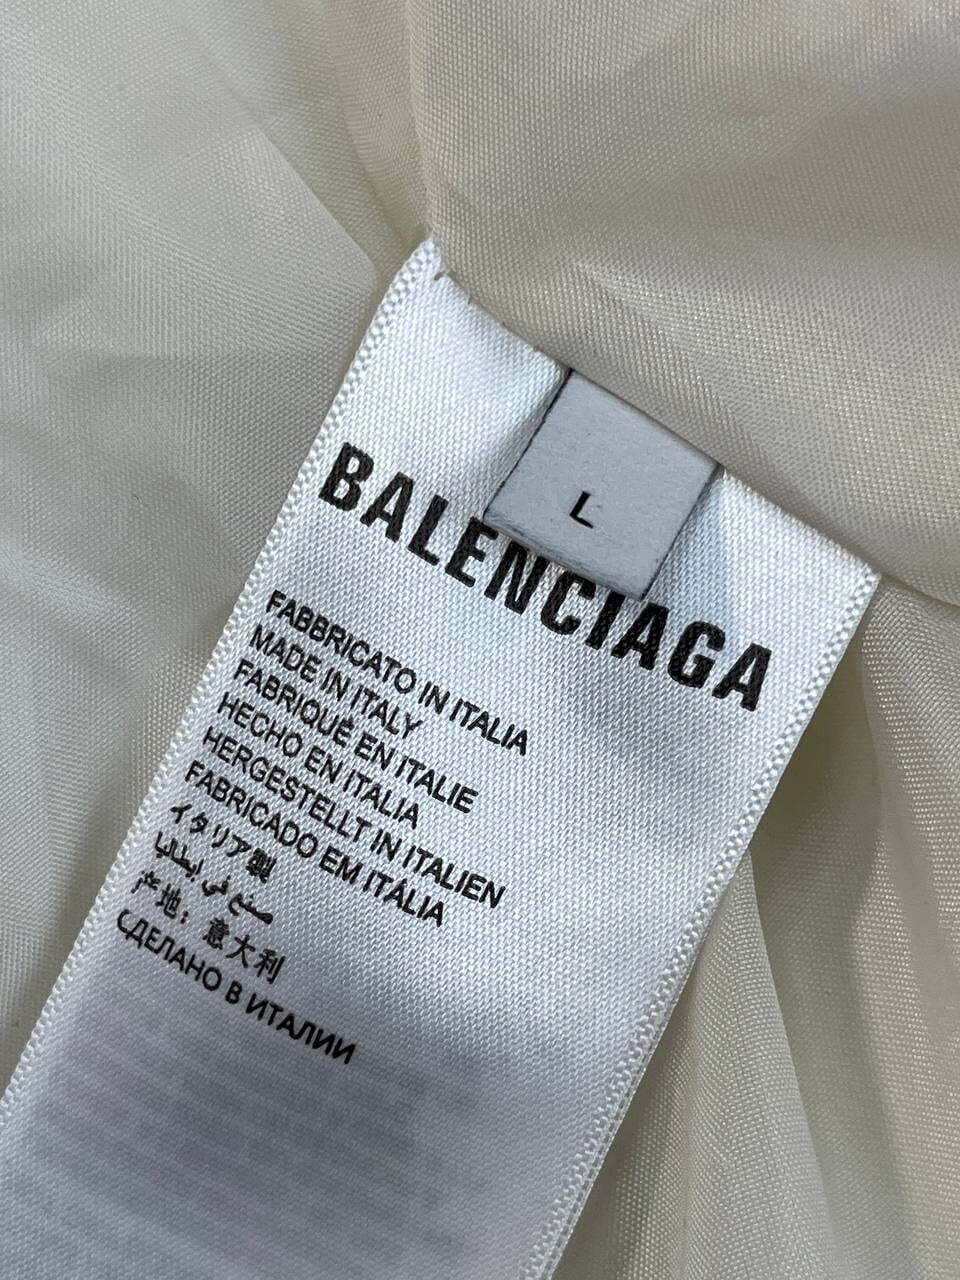 L
BALENCIAGA
FABBRICATO IN ITALIA
MADE IN ITALY
FABRIQUÉ EN ITALIE
HECHO EN ITALIA
HERGESTELLT IN ITALIEN
FABRICADO EM ITÁLIA
イタリア製
صنع في إيطاليا
产地：意大利
СДЕЛАНО В ИТАЛИИ